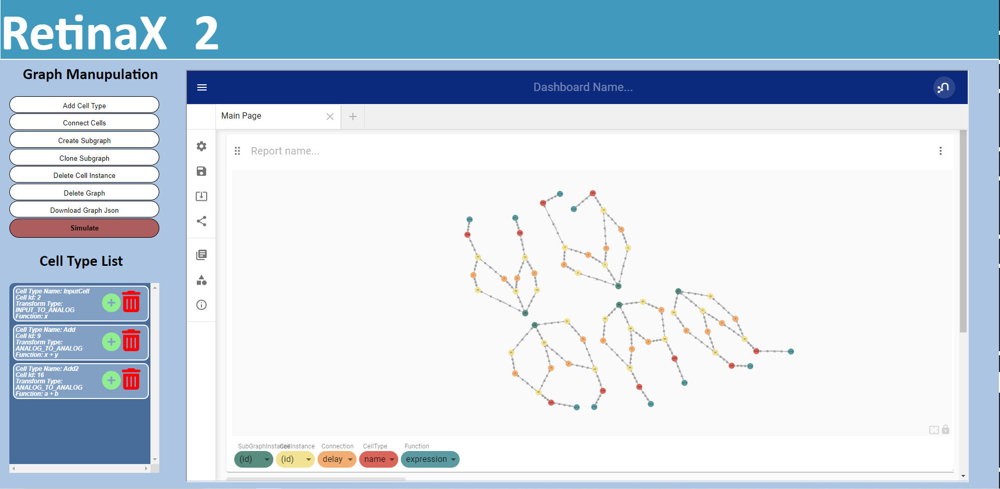 RetinaX 2
Graph Manupulation
Add Cell Type
Connect Cells
Create Subgraph
Clone Subgraph
Delete Cell Instance
Delete Graph
Download Graph Json
Simulate
Cell Type List
Cell Type Name: InputCell
Cell Id: 2
Transform Type:
INPUT_TO_ANALOG
Function: x
Cell Type Name: Add
Cell Id: 9
Transform Type:
ANALOG_TO_ANALOG
Function: x + y
Cell Type Name: Add2
Cell Id: 16
Transform Type:
ANALOG_TO_ANALOG
Function: a + b
Dashboard Name...
Main Page
Report name...
SubGraphInstance CellInstance Connection CellType Function
(id) (id) delay name expression